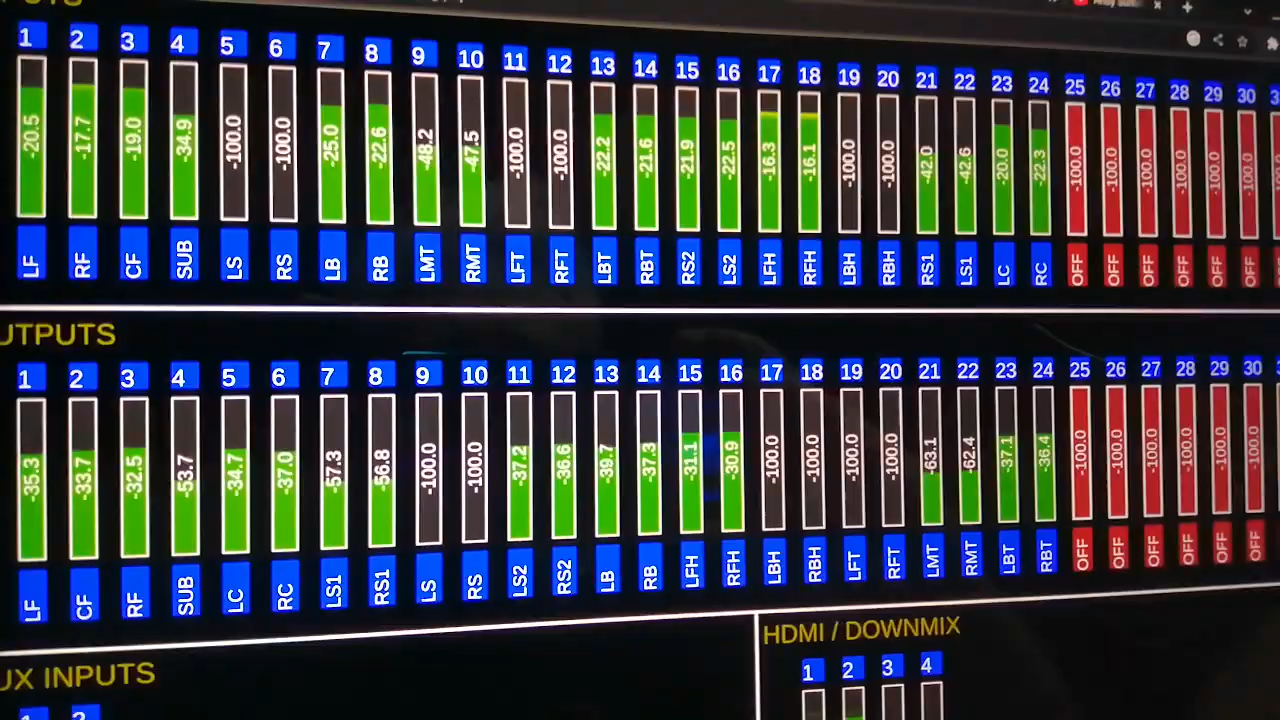 1 2 3 4 5 6 7 8 9 10 11 12 13 14 15 16 17 18 19 20 21 22 23 24 25 26 27 28 29 30
-20.5 -17.7 -19.0 -34.9 -100.0 -100.0 -25.0 -22.6 -48.2 -47.5 -100.0 -100.0 -22.2 -21.6 -21.9 -22.5 -16.3 -16.1 -100.0 -100.0 -42.0 -42.6 -20.0 -22.3 -100.0 -100.0 -100.0 -100.0 -100.0 -100.0
LF RF CF SUB LS RS LB RB LMT RMT LFT RFT LBT RBT RS2 LS2 LFH RFH LBH RBH RS1 LS1 LC RC OFF OFF OFF OFF OFF OFF
UTPUTS
1 2 3 4 5 6 7 8 9 10 11 12 13 14 15 16 17 18 19 20 21 22 23 24 25 26 27 28 29 30
-35.3 -33.7 -32.5 -53.7 -34.7 -37.0 -57.3 -56.8 -100.0 -100.0 -37.2 -36.6 -39.7 -37.3 -31.1 -30.9 -100.0 -100.0 -100.0 -100.0 -63.1 -62.4 -37.1 -36.4 -100.0 -100.0 -100.0 -100.0 -100.0 -100.0
LF CF RF SUB LC RC LS1 RS1 LS RS LS2 RS2 LB RB LFH RFH LBH RBH LFT RFT LMT RMT LBT RBT OFF OFF OFF OFF OFF OFF
UX INPUTS
1 2
HDMI / DOWNMIX
1 2 3 4